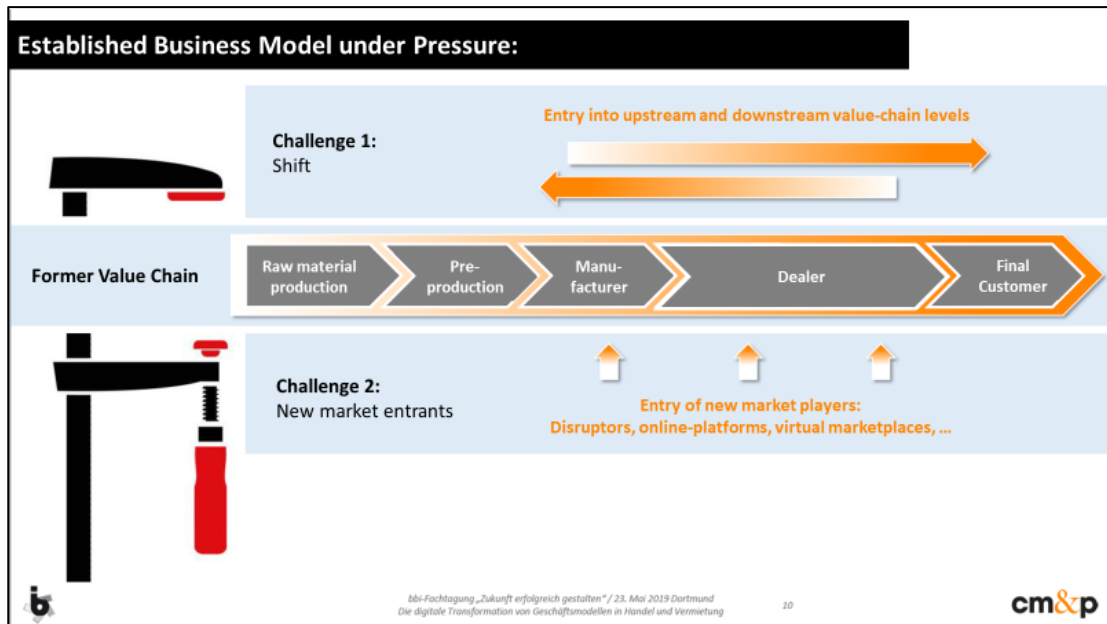 Established Business Model under Pressure:
Entry into upstream and downstream value-chain levels
Challenge 1:
Shift
Former Value Chain
Raw material
production
Pre-
production
Manu-
facturer
Dealer
Final
Customer
Challenge 2:
New market entrants
Entry of new market players:
Disruptors, online-platforms, virtual marketplaces, ...
bbi-Fachtagung „Zukunft erfolgreich gestalten“ / 23. Mai 2019 Dortmund
Die digitale Transformation von Geschäftsmodellen in Handel und Vermietung
10
cm&p